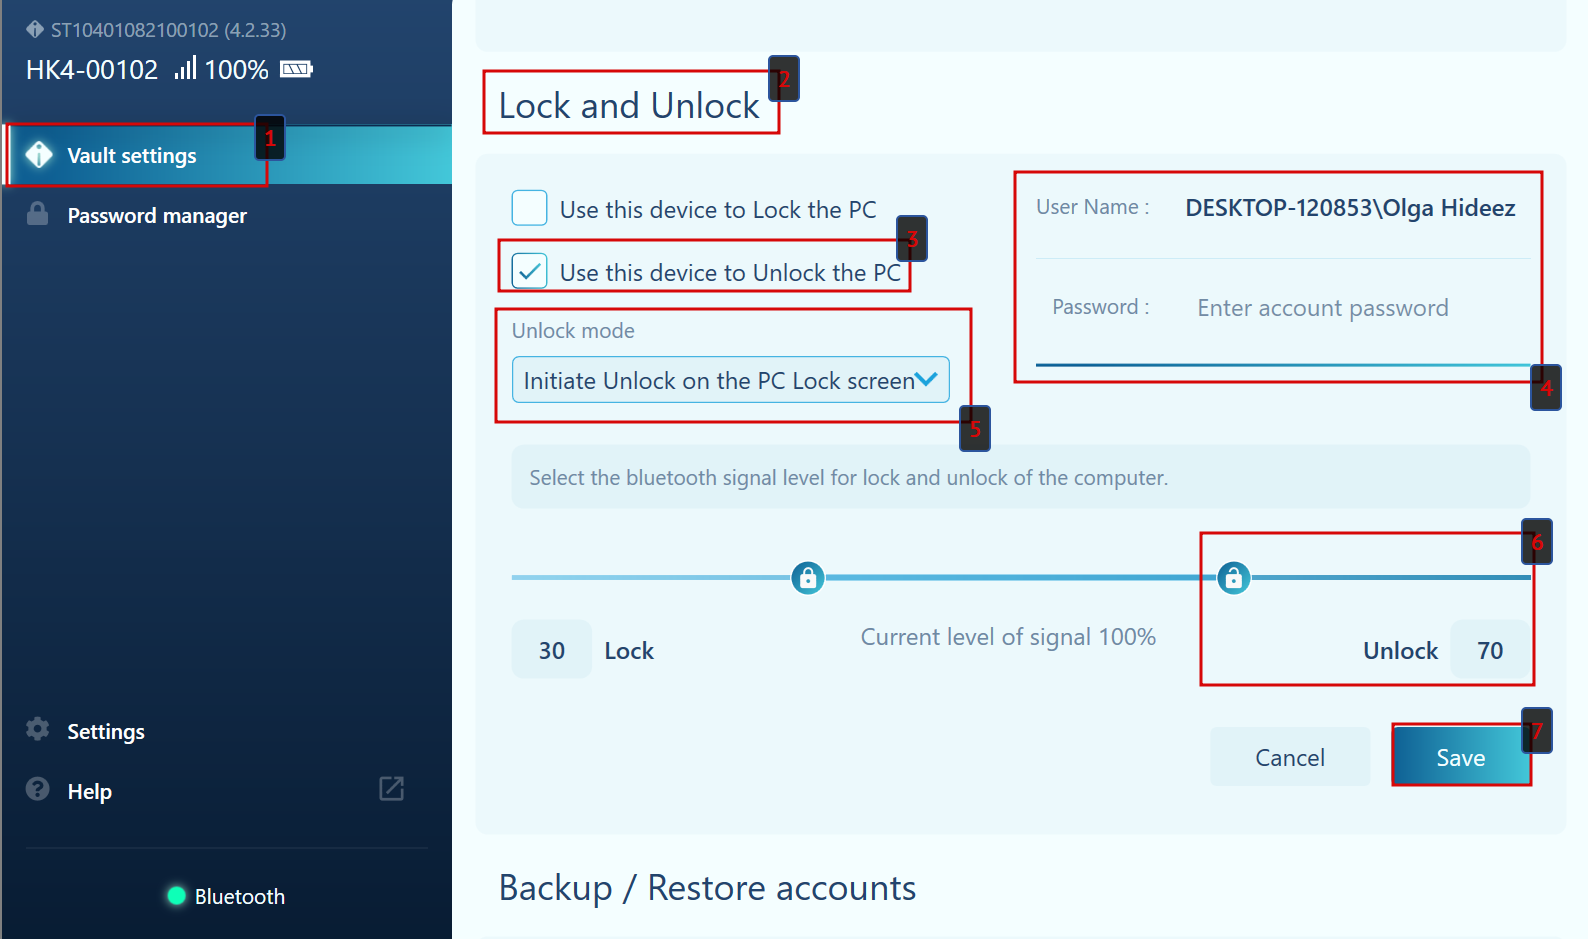 ST10401082100102 (4.2.33)
HK4-00102 100%
1
Vault settings
Password manager
Settings
Help
Bluetooth
2
Lock and Unlock
Use this device to Lock the PC
3
Use this device to Unlock the PC
User Name : DESKTOP-120853\Olga Hideez
Password : Enter account password
4
Unlock mode
Initiate Unlock on the PC Lock screen
5
Select the bluetooth signal level for lock and unlock of the computer.
6
30 Lock
Current level of signal 100%
Unlock 70
7
Cancel
Save
Backup / Restore accounts